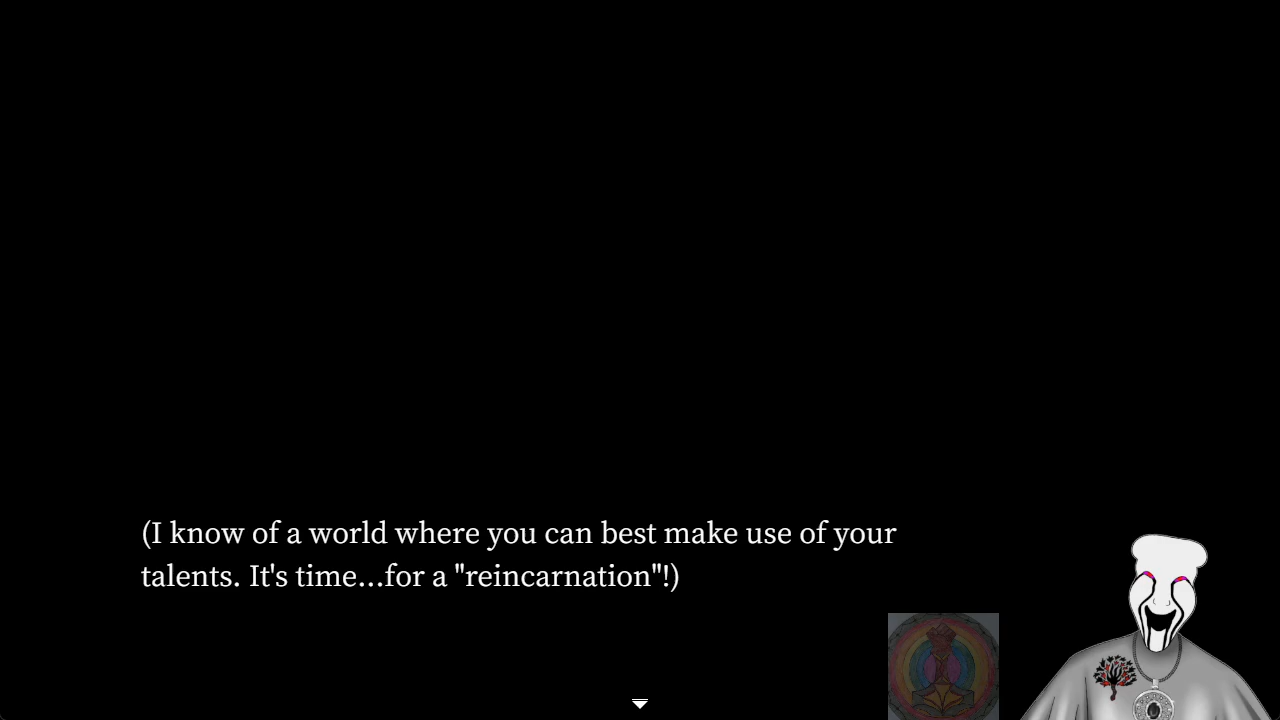 (I know of a world where you can best make use of your
talents. It's time...for a "reincarnation"!)